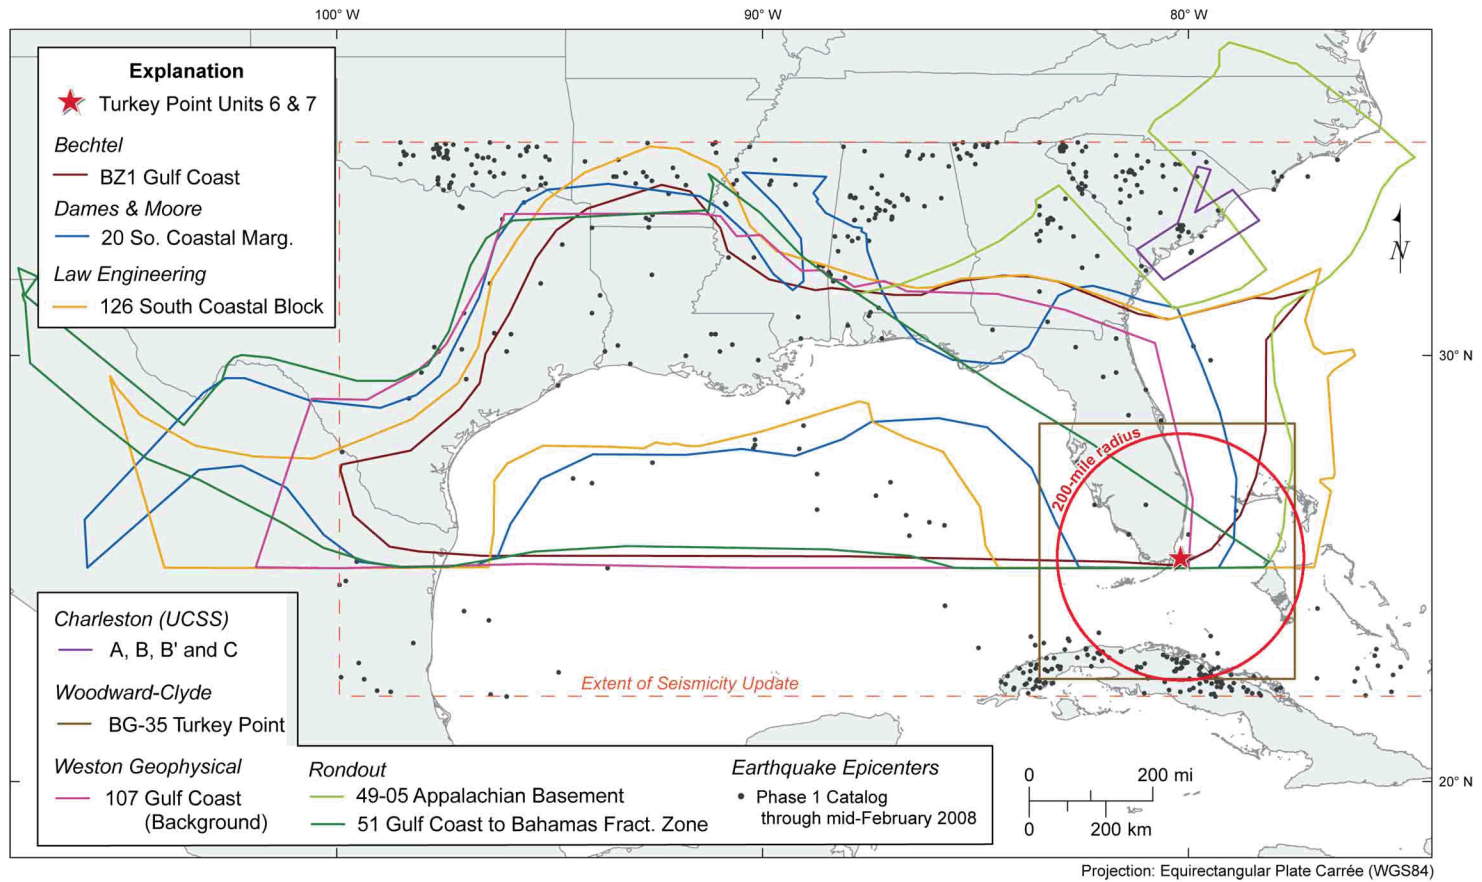 100° W
90° W
80° W
Explanation
Turkey Point Units 6 & 7
Bechtel
BZ1 Gulf Coast
Dames & Moore
20 So. Coastal Marg.
Law Engineering
126 South Coastal Block
N
30° N
200-mile radius
Extent of Seismicity Update
Charleston (UCSS)
A, B, B' and C
Woodward-Clyde
BG-35 Turkey Point
Weston Geophysical
107 Gulf Coast
(Background)
Rondout
49-05 Appalachian Basement
51 Gulf Coast to Bahamas Fract. Zone
Earthquake Epicenters
Phase 1 Catalog
through mid-February 2008
0 200 mi
0 200 km
20° N
Projection: Equirectangular Plate Carrée (WGS84)